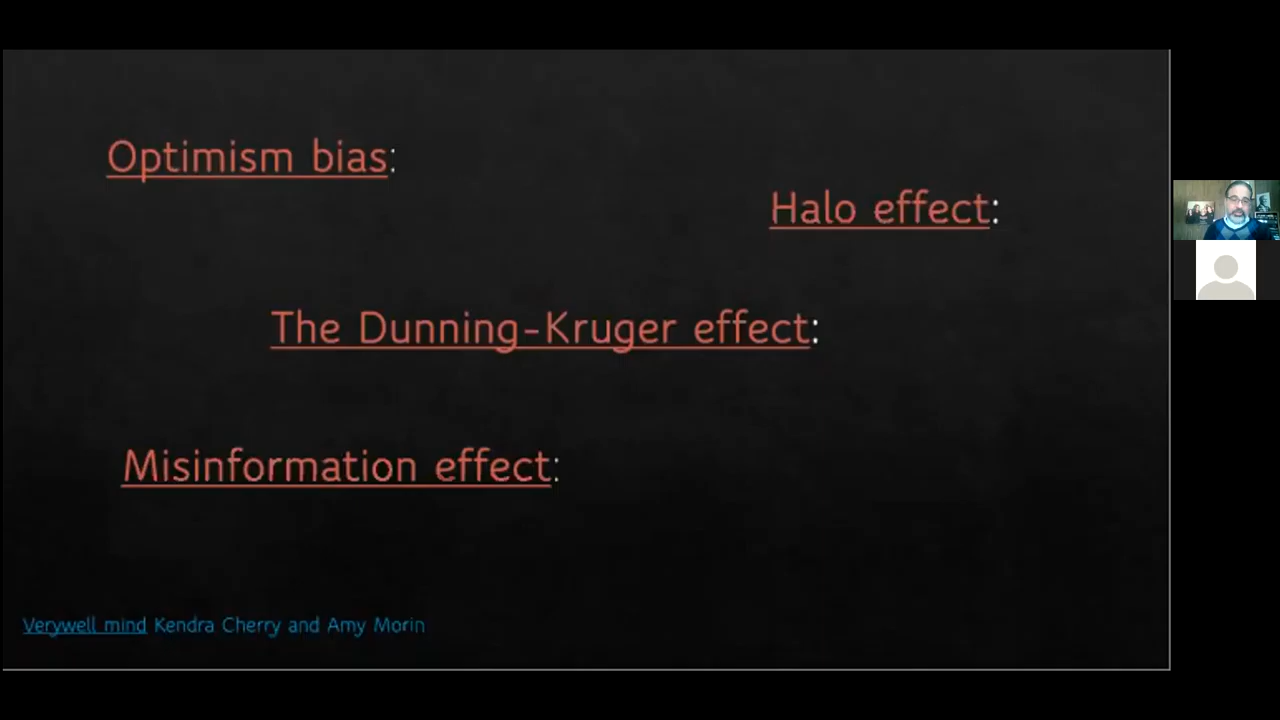 Optimism bias:
Halo effect:
The Dunning-Kruger effect:
Misinformation effect:
Verywell mind Kendra Cherry and Amy Morin